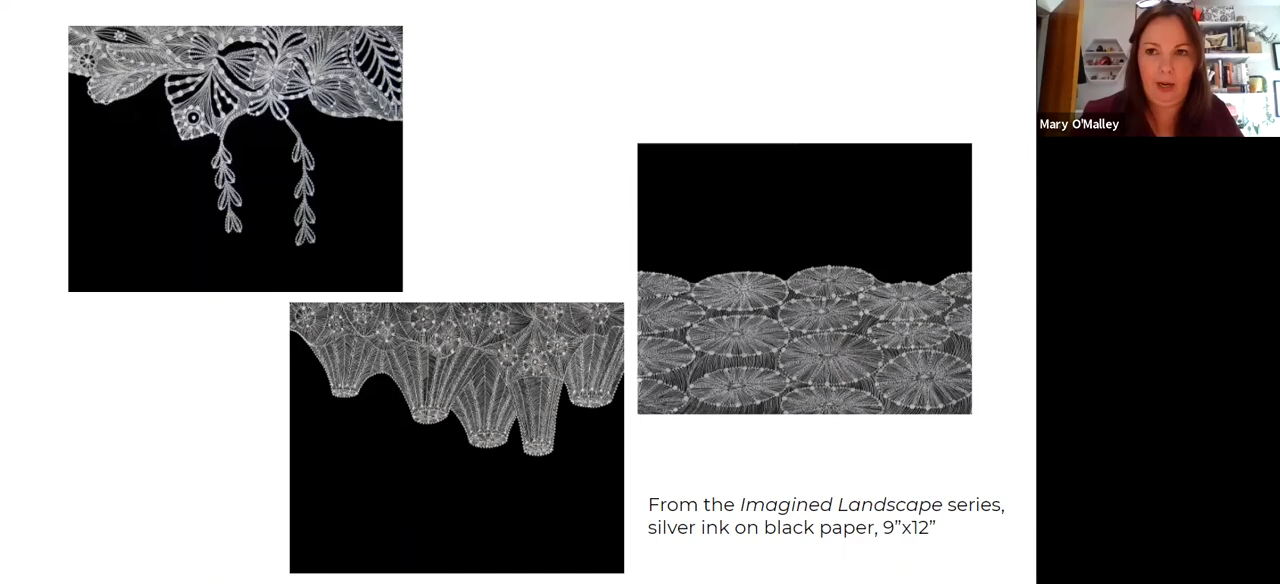 Mary O'Malley
From the Imagined Landscape series,
silver ink on black paper, 9”x12”